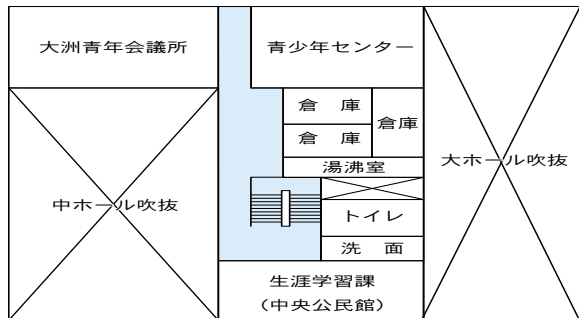 大洲青年会議所
青少年センター
倉　庫
倉　庫
倉庫
湯沸室
大ホール吹抜
中ホール吹抜
トイレ
洗　面
生涯学習課
（中央公民館）